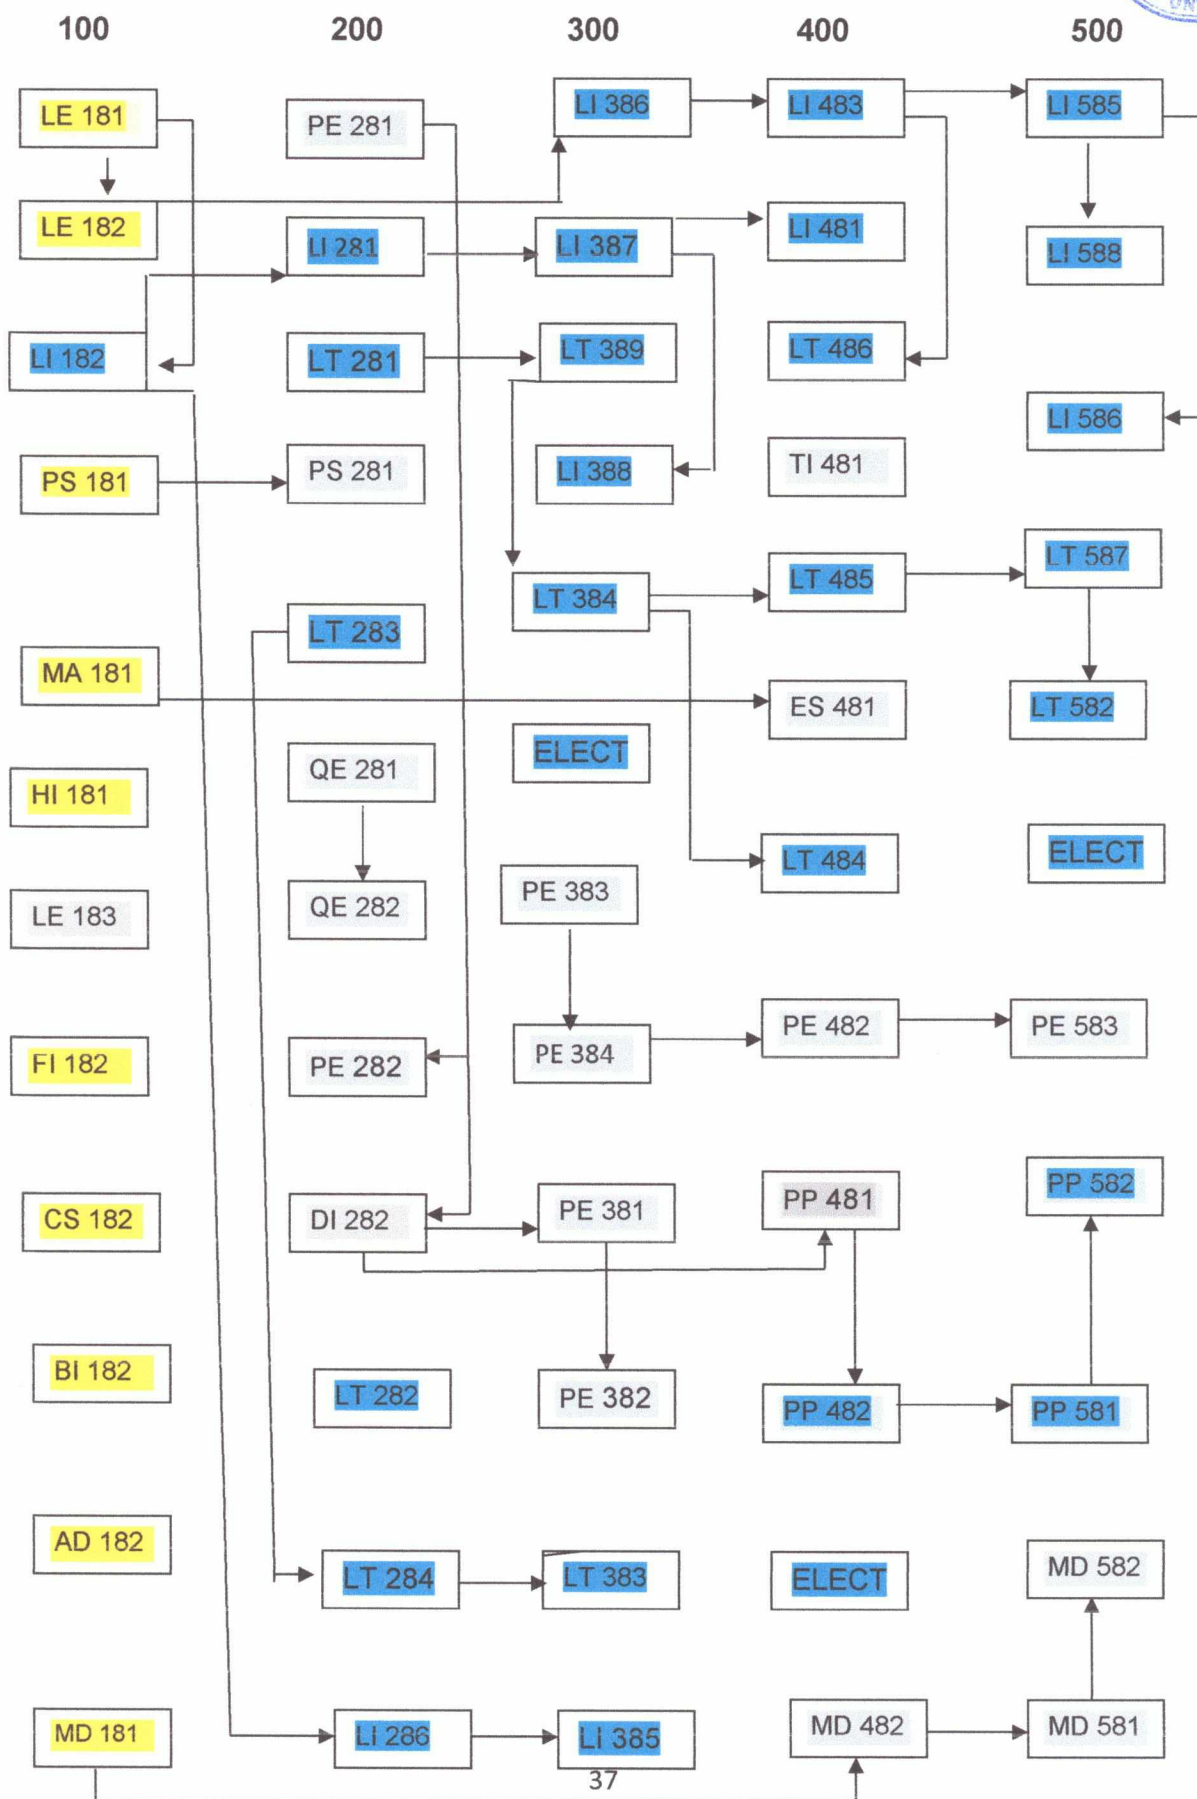 100 200 300 400 500
LE 181
PE 281
LI 386
LI 483
LI 585
LE 182
LI 281
LI 387
LI 481
LI 588
LI 182
LT 281
LT 389
LT 486
LI 586
PS 181
PS 281
LI 388
TI 481
LT 384
LT 485
LT 587
LT 283
MA 181
ES 481
LT 582
ELECT
QE 281
HI 181
LT 484
ELECT
LE 183
QE 282
PE 383
FI 182
PE 282
PE 384
PE 482
PE 583
CS 182
DI 282
PE 381
PP 481
PP 582
BI 182
LT 282
PE 382
PP 482
PP 581
AD 182
LT 284
LT 383
ELECT
MD 582
MD 181
LI 286
LI 385
MD 482
MD 581
37